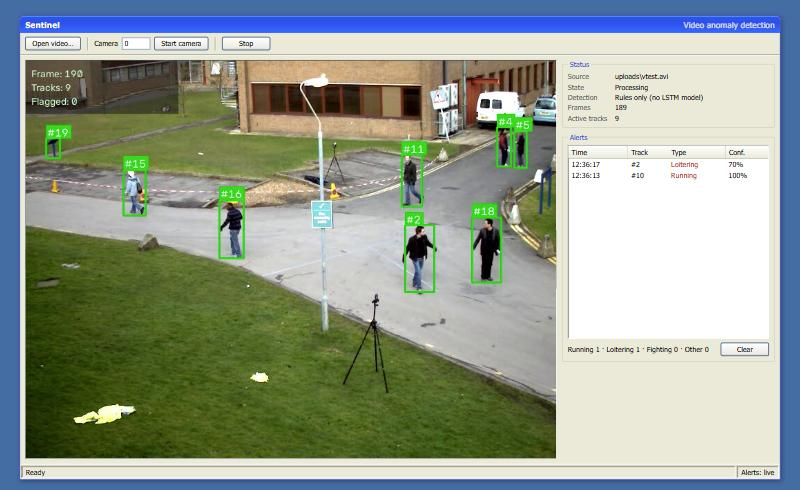 Sentinel
Video anomaly detection
Open video...
Camera
0
Start camera
Stop
Frame: 190
Tracks: 9
Flagged: 0
#19
#15
#16
#11
#2
#18
#4
#5
Status
Source uploads\vtest.avi
State Processing
Detection Rules only (no LSTM model)
Frames 189
Active tracks 9
Alerts
Time Track Type Conf.
12:36:17 #2 Loitering 70%
12:36:13 #10 Running 100%
Running 1 · Loitering 1 · Fighting 0 · Other 0
Clear
Ready
Alerts: live